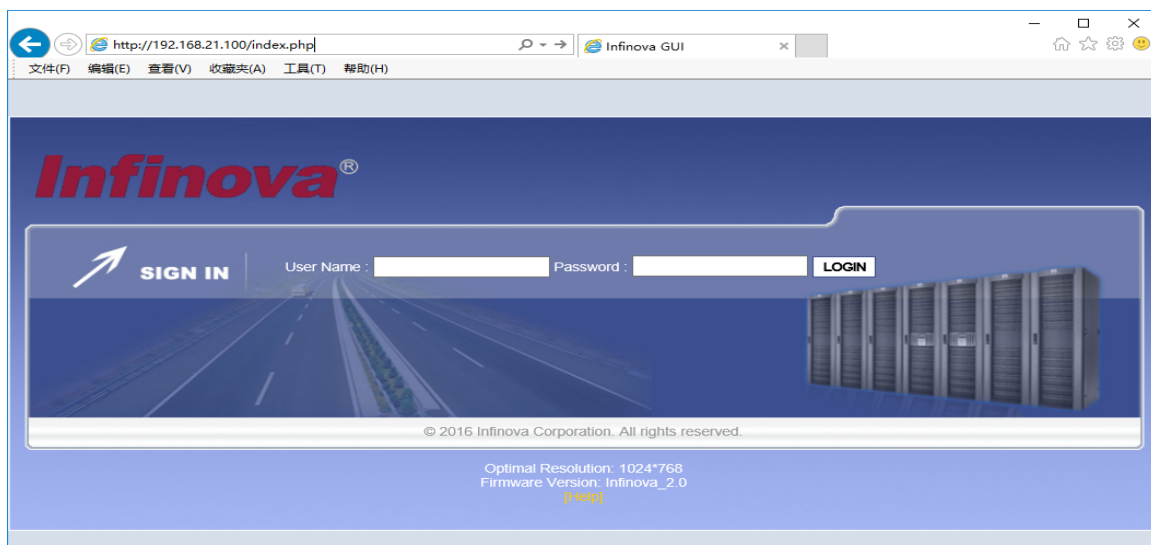 http://192.168.21.100/index.php
Infinova GUI
文件(F) 编辑(E) 查看(V) 收藏夹(A) 工具(T) 帮助(H)
Infinova®
SIGN IN
User Name :
Password :
LOGIN
© 2016 Infinova Corporation. All rights reserved.
Optimal Resolution: 1024*768
Firmware Version: Infinova_2.0
[Help]